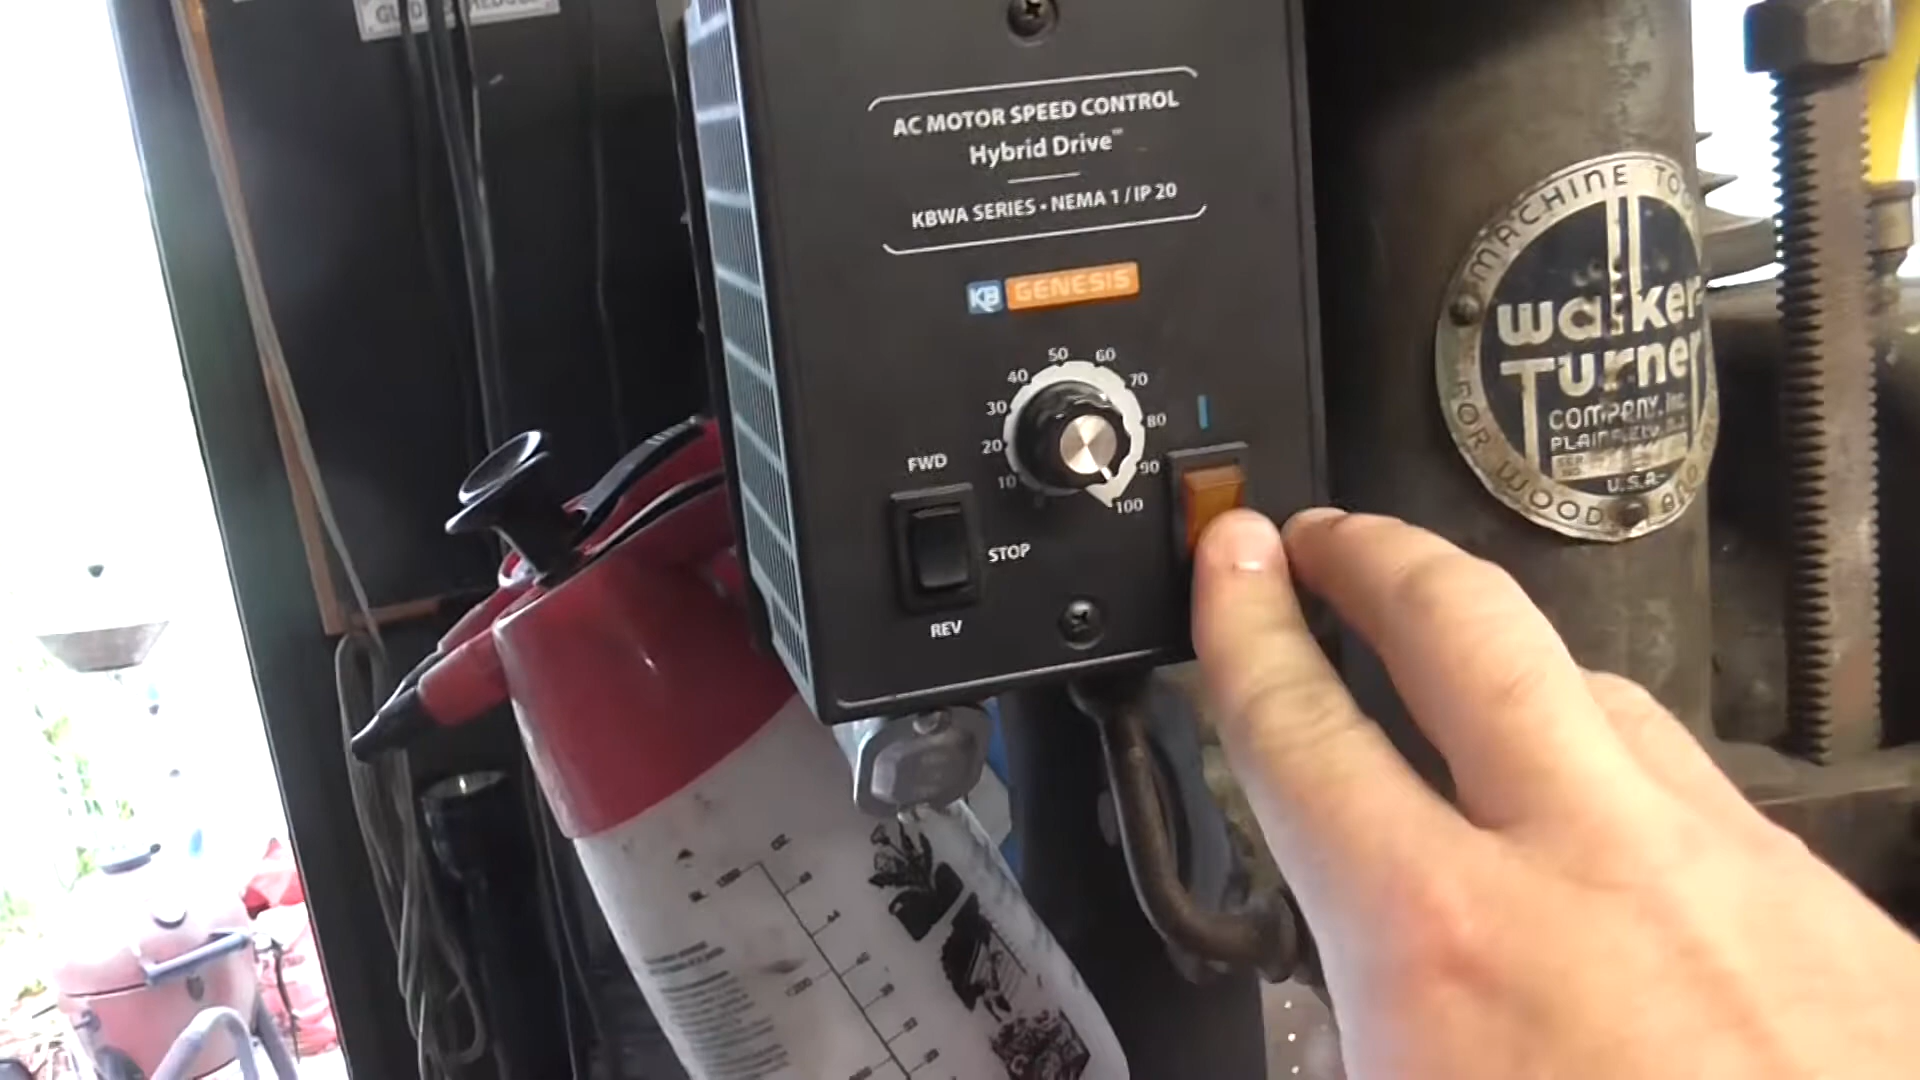 AC MOTOR SPEED CONTROL
Hybrid Drive™
KBWA SERIES • NEMA 1 / IP 20
KB GENESIS
50 60
40 70
30 80
20 90
10 100
FWD
STOP
REV
MACHINE
Walker-
Turner
COMPANY, Inc.
U.S.A.
FOR WOOD
OZ